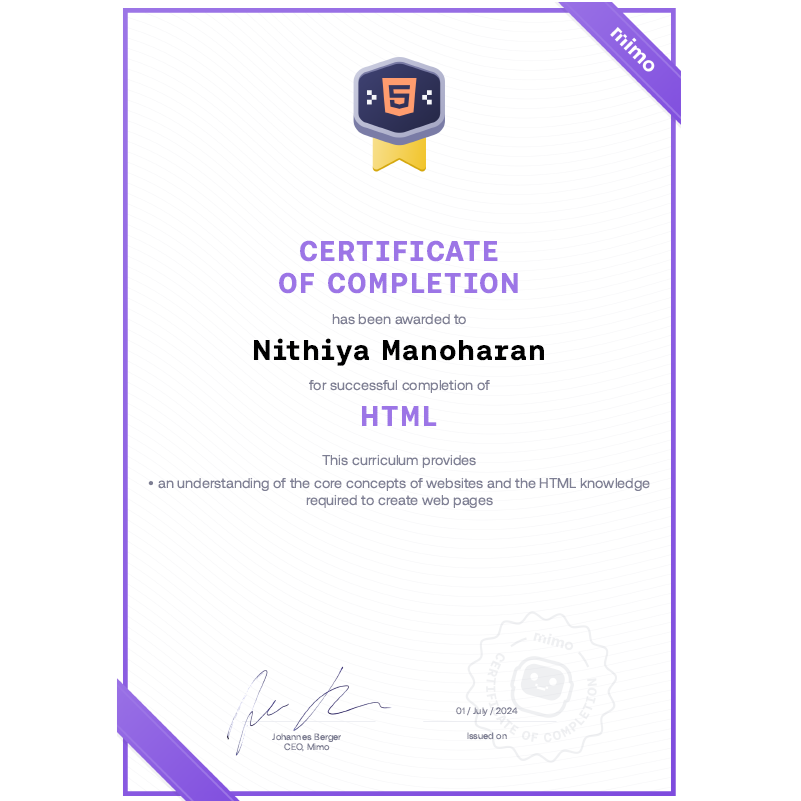 mimo
5
CERTIFICATE
OF COMPLETION
has been awarded to
Nithiya Manoharan
for successful completion of
HTML
This curriculum provides
• an understanding of the core concepts of websites and the HTML knowledge
required to create web pages
mimo
CERTIFICATE OF COMPLETION
01 / July / 2024
Johannes Berger
Issued on
CEO, Mimo